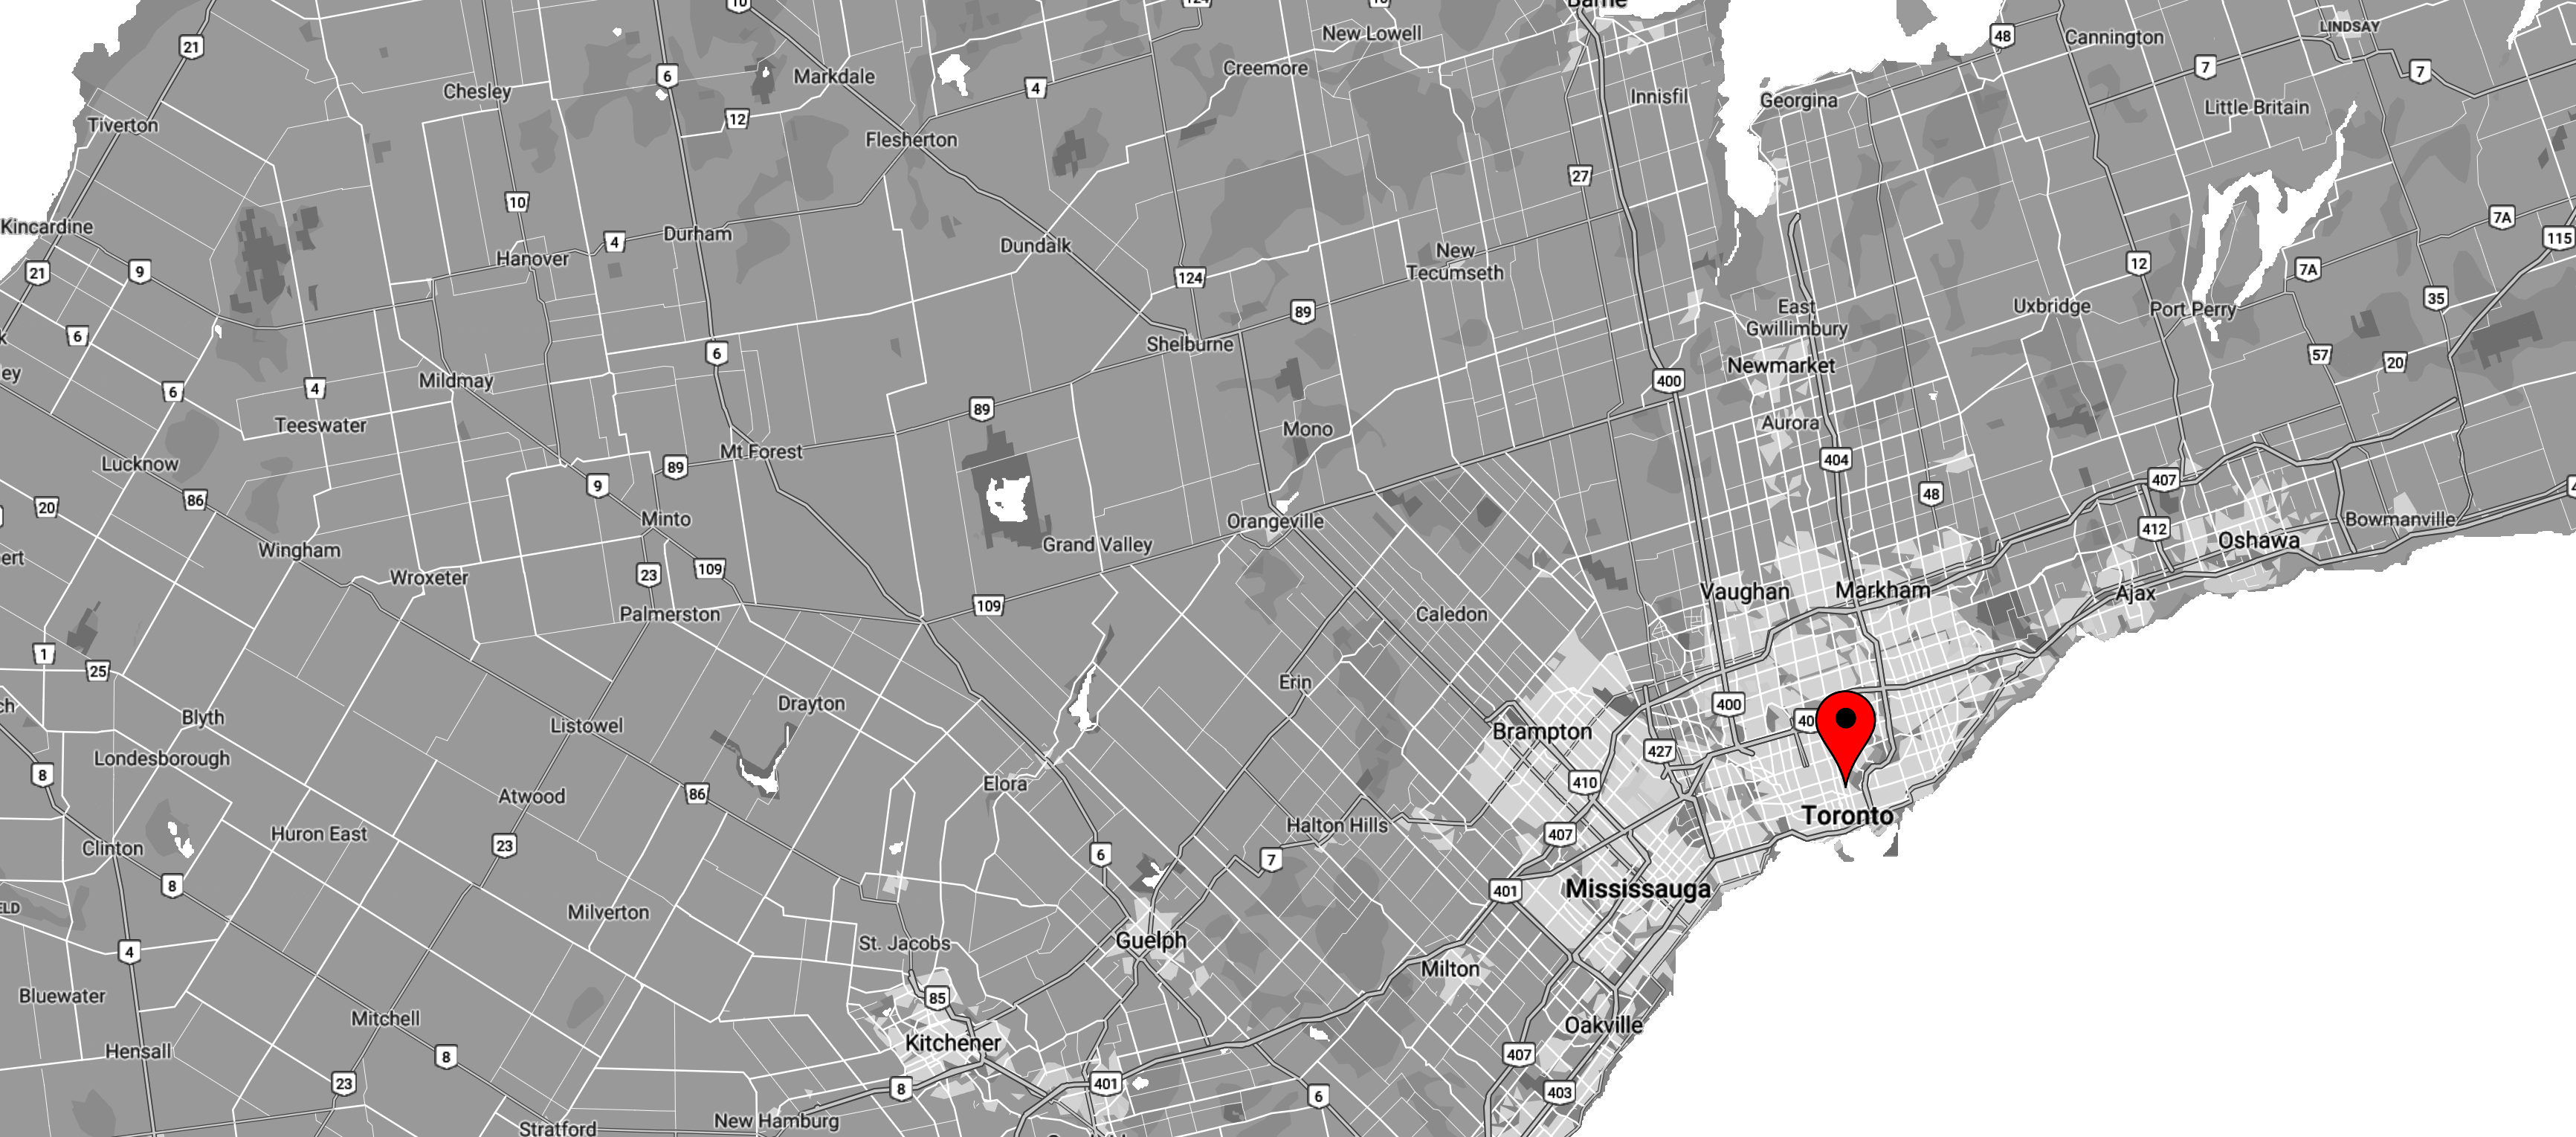 10
124
10
Barrie
New Lowell
48
Cannington
LINDSAY
21
6
Markdale
Creemore
7
7
Chesley
4
Innisfil
Georgina
Little Britain
Tiverton
12
Flesherton
27
10
Kincardine
4
Durham
Dundalk
New
Tecumseth
7A
115
21
9
Hanover
124
12
7A
6
89
East
Gwillimbury
Uxbridge
Port Perry
35
Shelburne
6
57
20
ey
6
4
Mildmay
400
Newmarket
Teeswater
89
Mono
Aurora
Lucknow
89
Mt Forest
404
86
9
407
48
20
Minto
Orangeville
412
Bowmanville
ert
Wingham
Grand Valley
Oshawa
Wroxeter
23
109
Vaughan
Markham
Ajax
Palmerston
109
Caledon
1
25
Erin
ch
Blyth
Listowel
Drayton
400
40
Londesborough
Brampton
427
8
Elora
410
Atwood
86
Toronto
Huron East
Halton Hills
407
Clinton
23
6
7
8
401
Mississauga
ELD
Milverton
St. Jacobs
Guelph
4
Milton
Bluewater
85
Mitchell
Oakville
Hensall
8
Kitchener
407
23
8
401
6
403
New Hamburg
Stratford